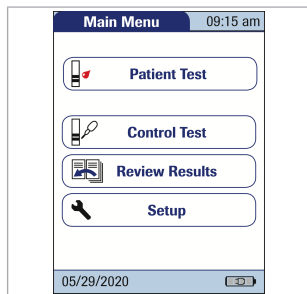 Main Menu 09:15 am
Patient Test
Control Test
Review Results
Setup
05/29/2020